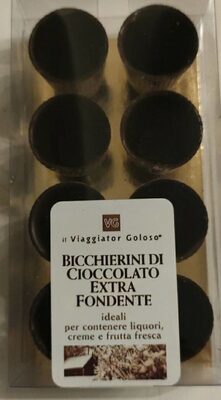 VG
il Viaggiator Goloso®
BICCHIERINI DI
CIOCCOLATO
EXTRA
FONDENTE
ideali
per contenere liquori,
creme e frutta fresca